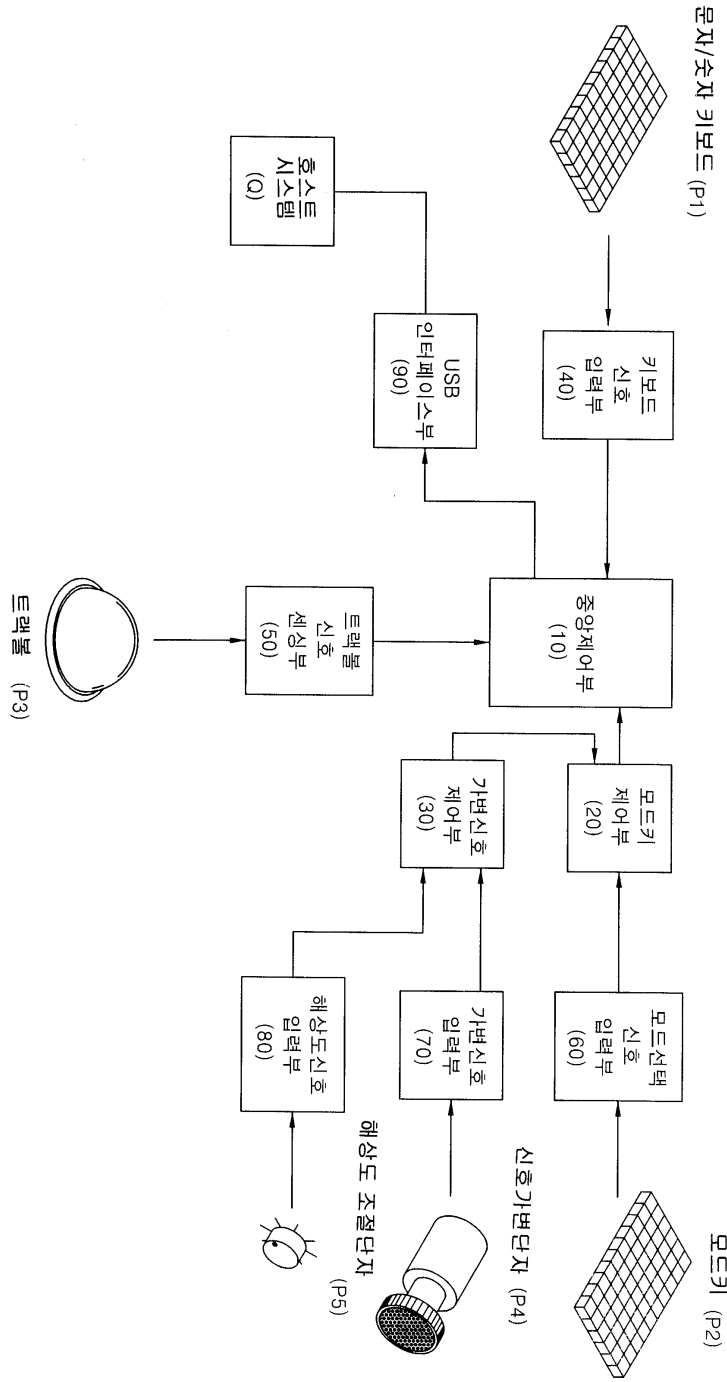 문자/숫자 키보드 (P1)
키보드
신호
입력부
(40)
중앙제어부
(10)
모드키
제어부
(20)
모드선택
신호
입력부
(60)
모드키 (P2)
호스트
시스템
(Q)
USB
인터페이스부
(90)
가변신호
제어부
(30)
가변신호
입력부
(70)
신호가변단자 (P4)
트랙볼 (P3)
트랙볼
신호
센싱부
(50)
해상도신호
입력부
(80)
해상도 조절단자
(P5)